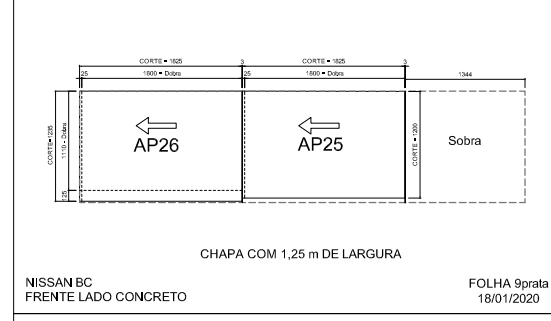 CORTE = 1825
3
CORTE = 1825
3
25
1800 - Dobra
25
1800 - Dobra
1344
CORTE=1235
1110 - Dobra
125
AP26
AP25
CORTE = 1200
Sobra
CHAPA COM 1,25 m DE LARGURA
NISSAN BC
FRENTE LADO CONCRETO
FOLHA 9prata
18/01/2020